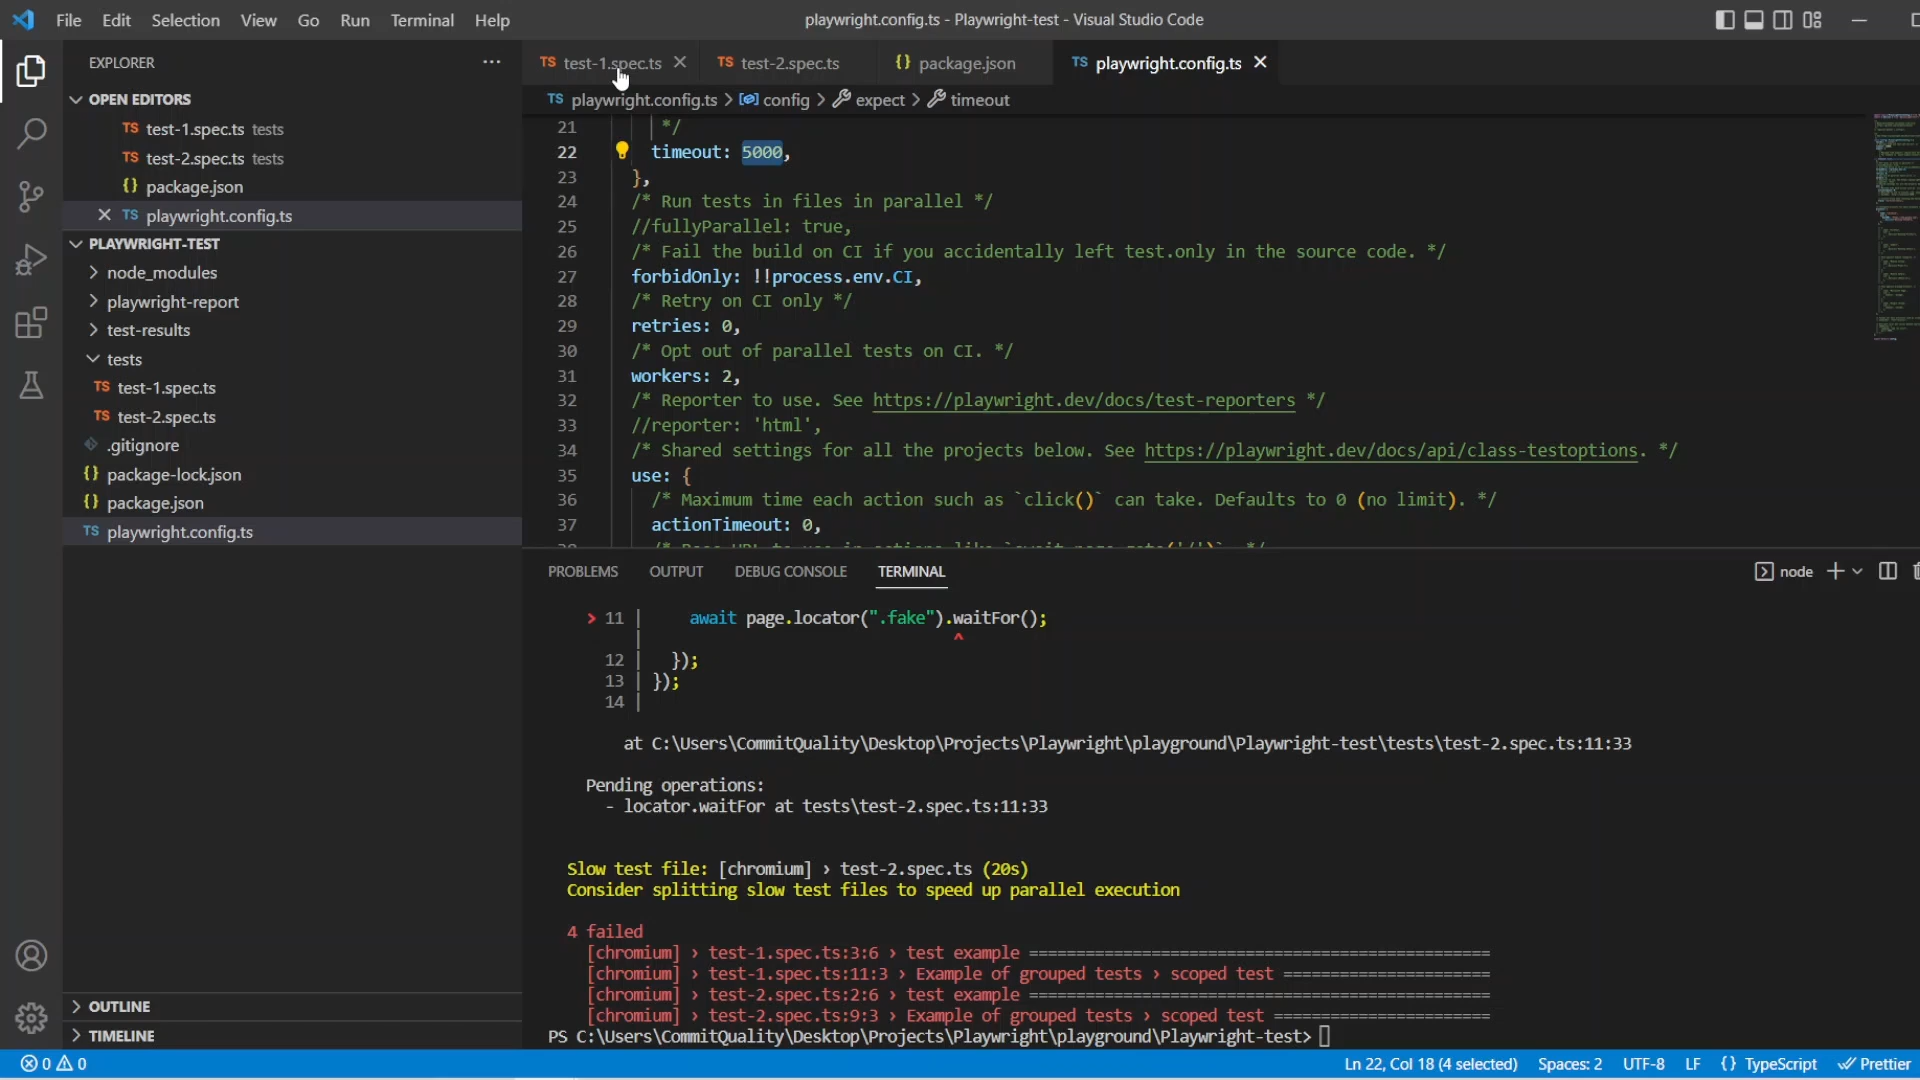 File Edit Selection View Go Run Terminal Help
playwright.config.ts - Playwright-test - Visual Studio Code
EXPLORER
OPEN EDITORS
TS test-1.spec.ts tests
TS test-2.spec.ts tests
{} package.json
TS playwright.config.ts
PLAYWRIGHT-TEST
node_modules
playwright-report
test-results
tests
TS test-1.spec.ts
TS test-2.spec.ts
.gitignore
{} package-lock.json
{} package.json
TS playwright.config.ts
OUTLINE
TIMELINE
TS test-1.spec.ts TS test-2.spec.ts {} package.json TS playwright.config.ts
TS playwright.config.ts > config > expect > timeout
21 */
22 timeout: 5000,
23 },
24 /* Run tests in files in parallel */
25 //fullyParallel: true,
26 /* Fail the build on CI if you accidentally left test.only in the source code. */
27 forbidOnly: !!process.env.CI,
28 /* Retry on CI only */
29 retries: 0,
30 /* Opt out of parallel tests on CI. */
31 workers: 2,
32 /* Reporter to use. See https://playwright.dev/docs/test-reporters */
33 //reporter: 'html',
34 /* Shared settings for all the projects below. See https://playwright.dev/docs/api/class-testoptions. */
35 use: {
36 /* Maximum time each action such as `click()` can take. Defaults to 0 (no limit). */
37 actionTimeout: 0,
PROBLEMS OUTPUT DEBUG CONSOLE TERMINAL
node
> 11 | await page.locator(".fake").waitFor();
| ^
12 | });
13 | });
14 |
at C:\Users\CommitQuality\Desktop\Projects\Playwright\playground\Playwright-test\tests\test-2.spec.ts:11:33
Pending operations:
- locator.waitFor at tests\test-2.spec.ts:11:33
Slow test file: [chromium] › test-2.spec.ts (20s)
Consider splitting slow test files to speed up parallel execution
4 failed
[chromium] › test-1.spec.ts:3:6 › test example ================================================
[chromium] › test-1.spec.ts:11:3 › Example of grouped tests › scoped test ======================
[chromium] › test-2.spec.ts:2:6 › test example ================================================
[chromium] › test-2.spec.ts:9:3 › Example of grouped tests › scoped test =======================
PS C:\Users\CommitQuality\Desktop\Projects\Playwright\playground\Playwright-test>
0 0
Ln 22, Col 18 (4 selected) Spaces: 2 UTF-8 LF {} TypeScript Prettier